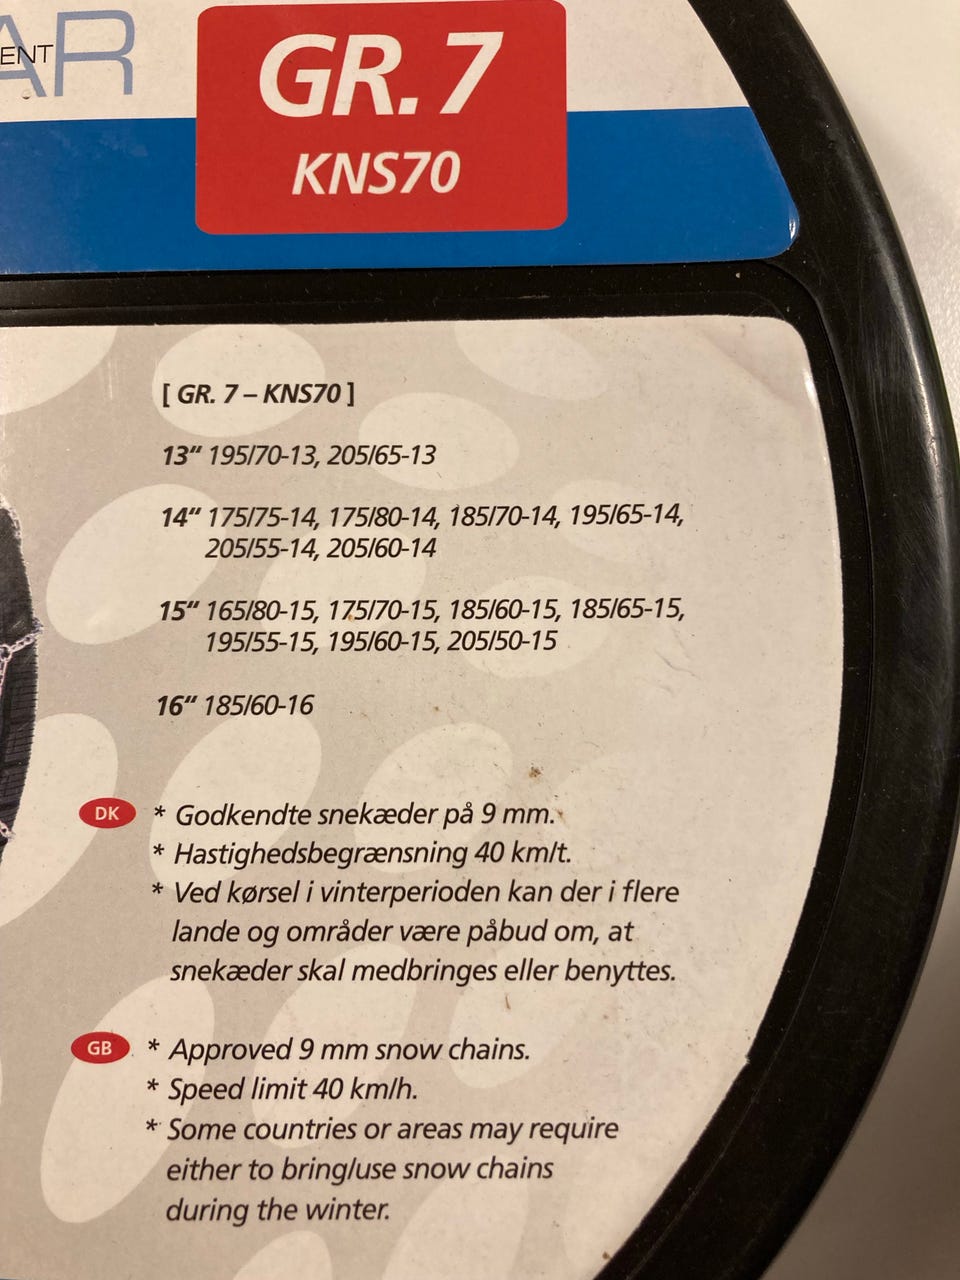 ENT
AR
GR. 7
KNS70
[ GR. 7 – KNS70 ]
13“ 195/70-13, 205/65-13
14“ 175/75-14, 175/80-14, 185/70-14, 195/65-14,
205/55-14, 205/60-14
15“ 165/80-15, 175/70-15, 185/60-15, 185/65-15,
195/55-15, 195/60-15, 205/50-15
16“ 185/60-16
DK * Godkendte snekæder på 9 mm.
* Hastighedsbegrænsning 40 km/t.
* Ved kørsel i vinterperioden kan der i flere
lande og områder være påbud om, at
snekæder skal medbringes eller benyttes.
GB * Approved 9 mm snow chains.
* Speed limit 40 km/h.
* Some countries or areas may require
either to bring/use snow chains
during the winter.